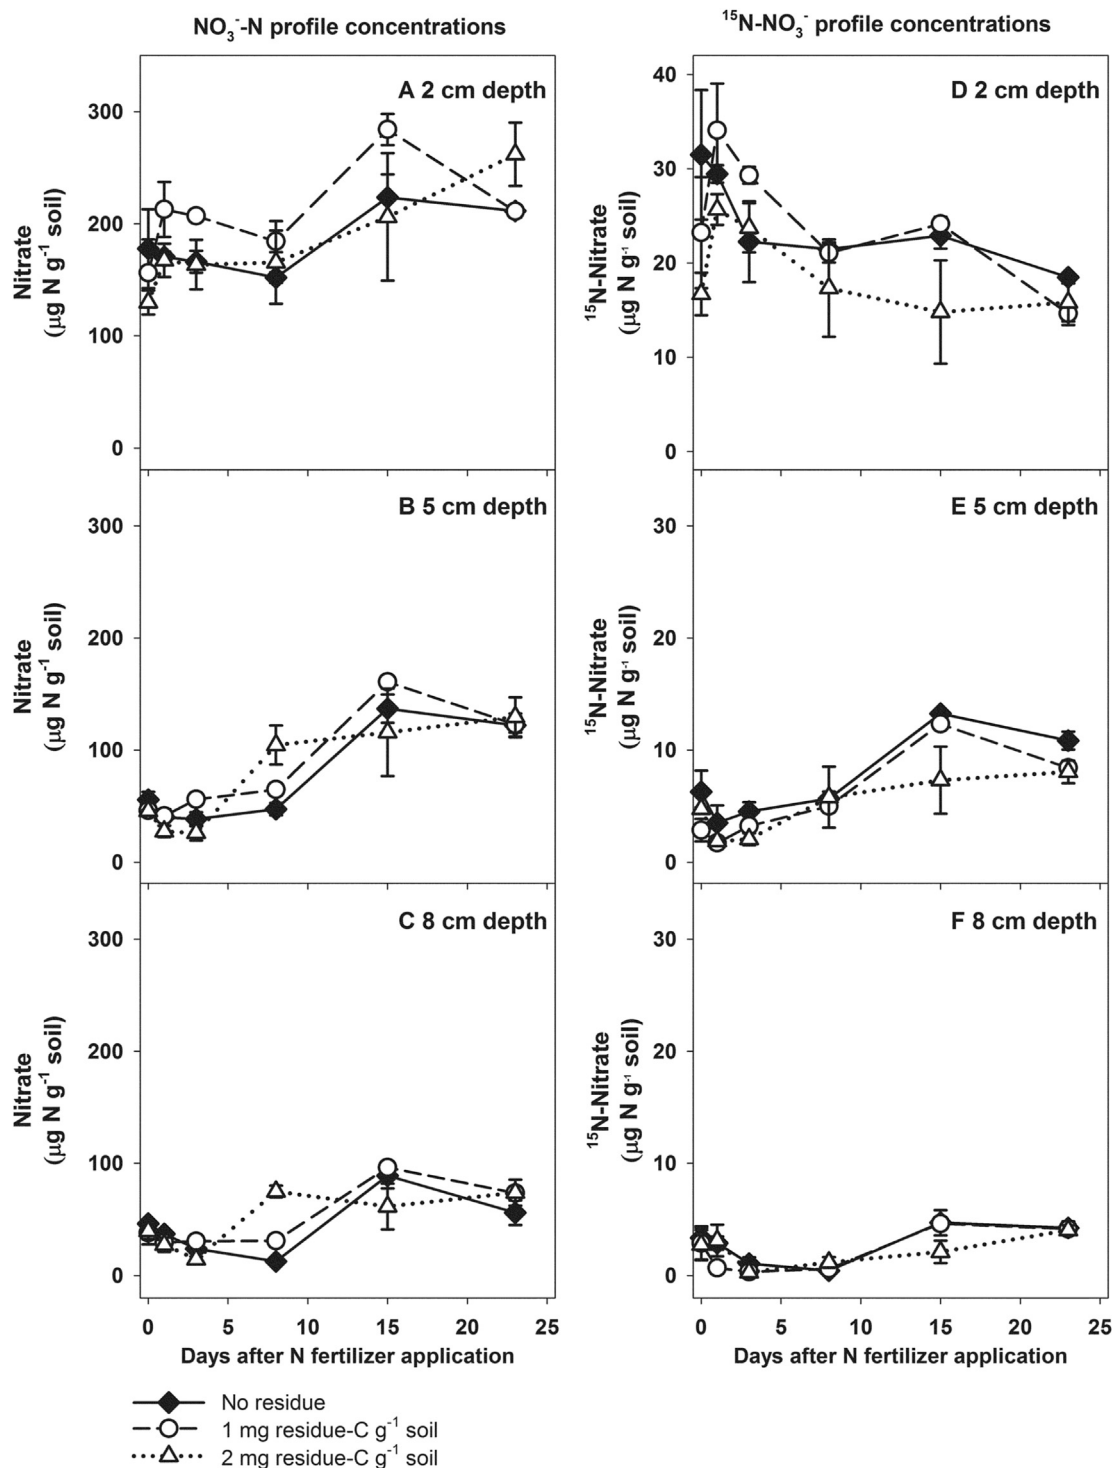 NO₃⁻-N profile concentrations
¹⁵N-NO₃⁻ profile concentrations
A 2 cm depth
Nitrate
(µg N g⁻¹ soil)
300
200
100
0
D 2 cm depth
¹⁵N-Nitrate
(µg N g⁻¹ soil)
40
30
20
10
0
B 5 cm depth
Nitrate
(µg N g⁻¹ soil)
300
200
100
0
E 5 cm depth
¹⁵N-Nitrate
(µg N g⁻¹ soil)
30
20
10
0
C 8 cm depth
Nitrate
(µg N g⁻¹ soil)
300
200
100
0
0 5 10 15 20 25
Days after N fertilizer application
F 8 cm depth
¹⁵N-Nitrate
(µg N g⁻¹ soil)
30
20
10
0
0 5 10 15 20 25
Days after N fertilizer application
No residue
1 mg residue-C g⁻¹ soil
2 mg residue-C g⁻¹ soil